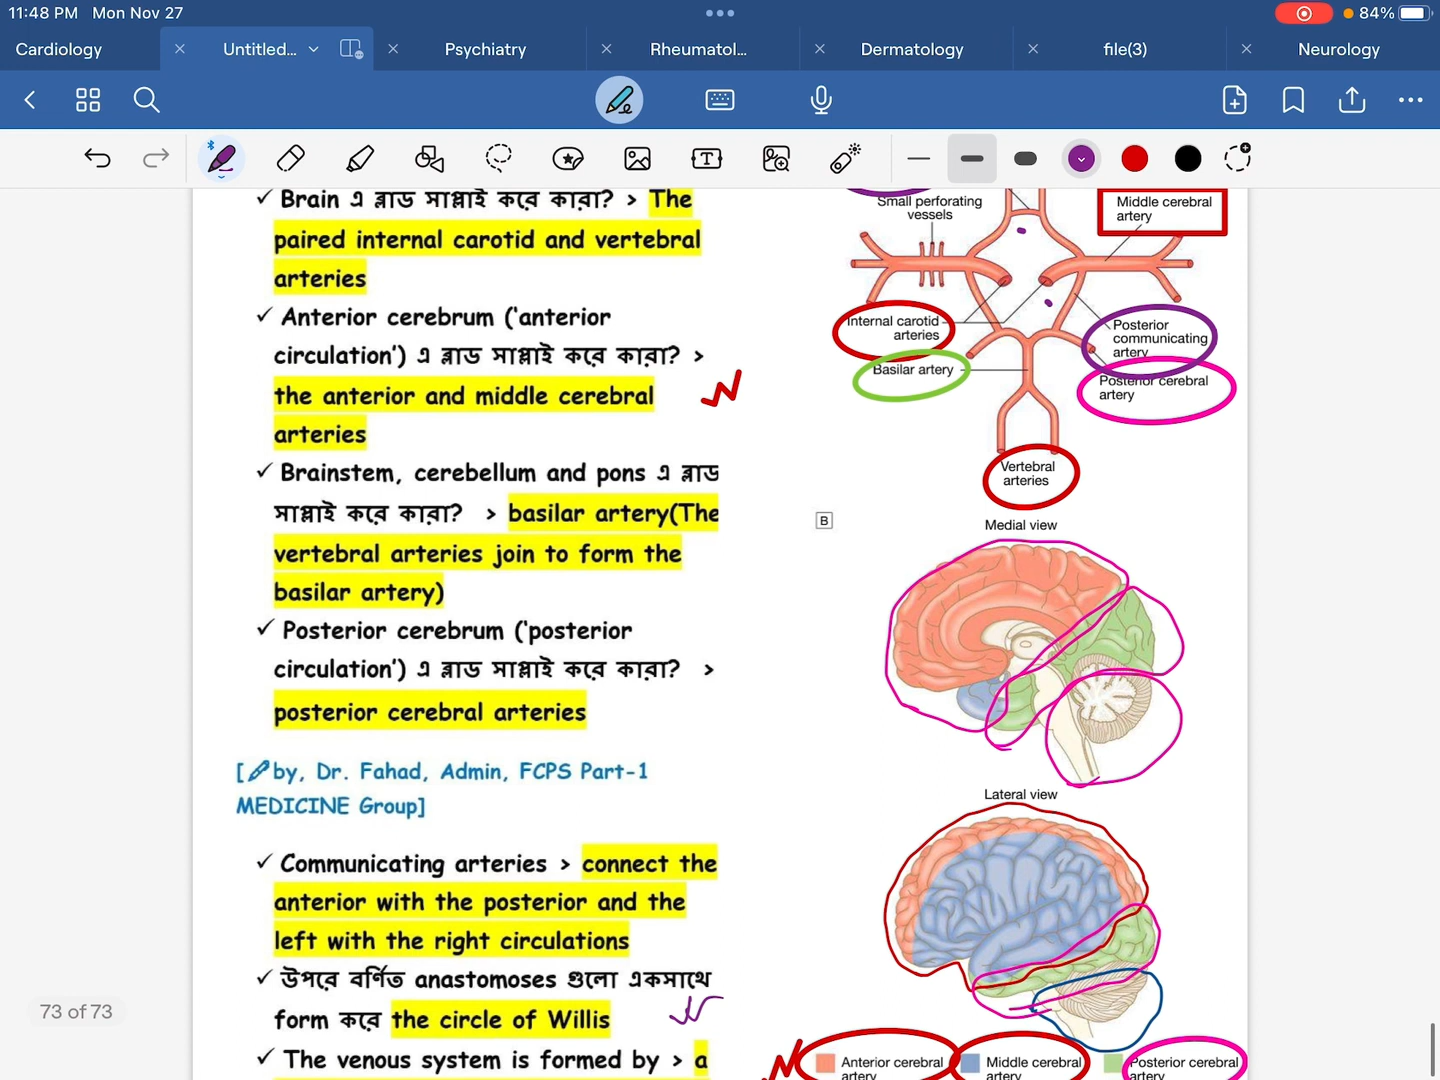 11:48 PM Mon Nov 27
84%
Cardiology
Untitled...
Psychiatry
Rheumatol...
Dermatology
file(3)
Neurology
✓ Brain এ ব্লাড সাপ্লাই করে কারা? > The
paired internal carotid and vertebral
arteries
✓ Anterior cerebrum ('anterior
circulation') এ ব্লাড সাপ্লাই করে কারা? >
the anterior and middle cerebral
arteries
✓ Brainstem, cerebellum and pons এ ব্লাড
সাপ্লাই করে কারা? > basilar artery(The
vertebral arteries join to form the
basilar artery)
✓ Posterior cerebrum ('posterior
circulation') এ ব্লাড সাপ্লাই করে কারা? >
posterior cerebral arteries
[by, Dr. Fahad, Admin, FCPS Part-1
MEDICINE Group]
✓ Communicating arteries > connect the
anterior with the posterior and the
left with the right circulations
✓ উপরে বর্ণিত anastomoses গুলো একসাথে
form করে the circle of Willis
✓ The venous system is formed by > a
73 of 73
Small perforating
vessels
Middle cerebral
artery
Internal carotid
arteries
Basilar artery
Posterior
communicating
artery
Posterior cerebral
artery
Vertebral
arteries
B
Medial view
Lateral view
Anterior cerebral
artery
Middle cerebral
artery
Posterior cerebral
artery